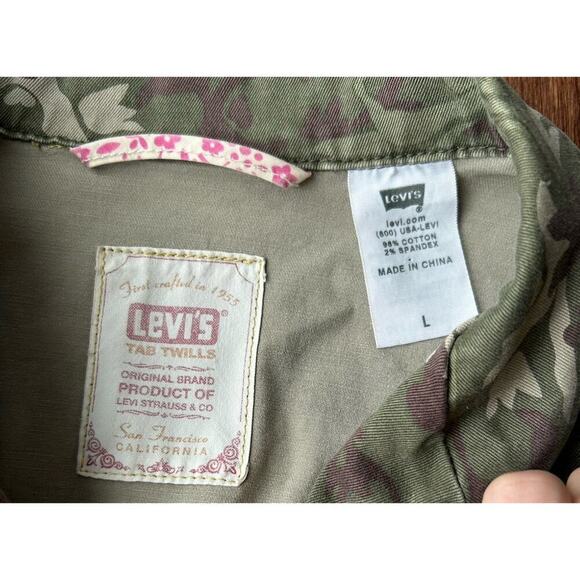 First crafted in 1955
LEVI'S®
TAB TWILLS
ORIGINAL BRAND
PRODUCT OF
LEVI STRAUSS & CO
San Francisco
CALIFORNIA
Levi's
®
levi.com
(800) USA-LEVI
98% COTTON
2% SPANDEX
MADE IN CHINA
L